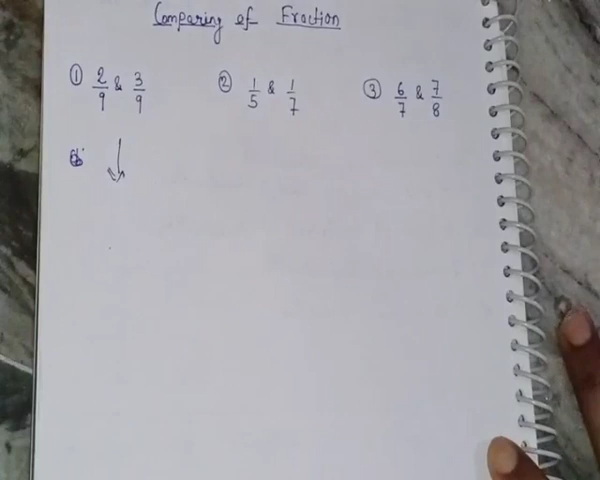 Comparing of Fraction
① 2/9 & 3/9 ② 1/5 & 1/7 ③ 6/7 & 7/8